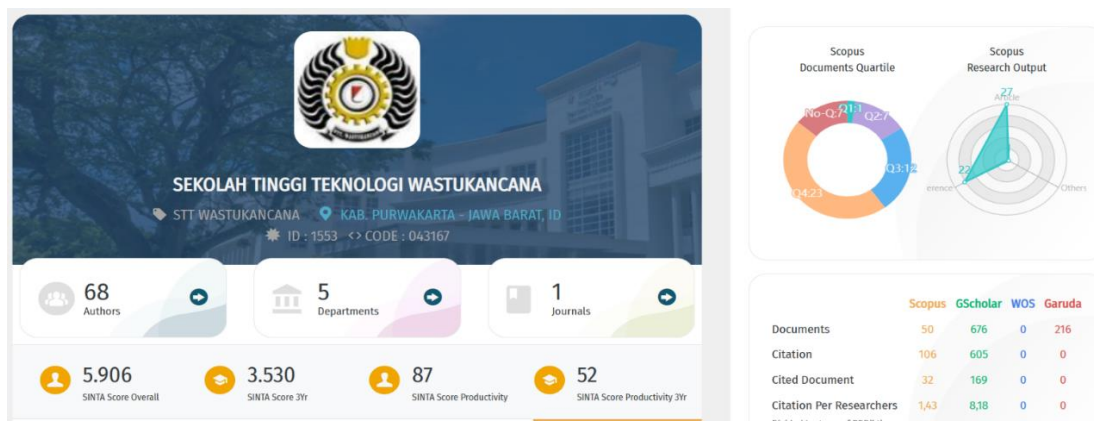 SEKOLAH TINGGI TEKNOLOGI WASTUKANCANA
STT WASTUKANCANA KAB. PURWAKARTA - JAWA BARAT, ID
ID : 1553 <> CODE : 043167
68
Authors
5
Departments
1
Journals
5.906
SINTA Score Overall
3.530
SINTA Score 3Yr
87
SINTA Score Productivity
52
SINTA Score Productivity 3Yr
Scopus
Documents Quartile
No-Q:7
Q1:1
Q2:7
Q3:12
Q4:23
Scopus
Research Output
27
Article
22
erence
Others
Scopus GScholar WOS Garuda
Documents 50 676 0 216
Citation 106 605 0 0
Cited Document 32 169 0 0
Citation Per Researchers 1,43 8,18 0 0